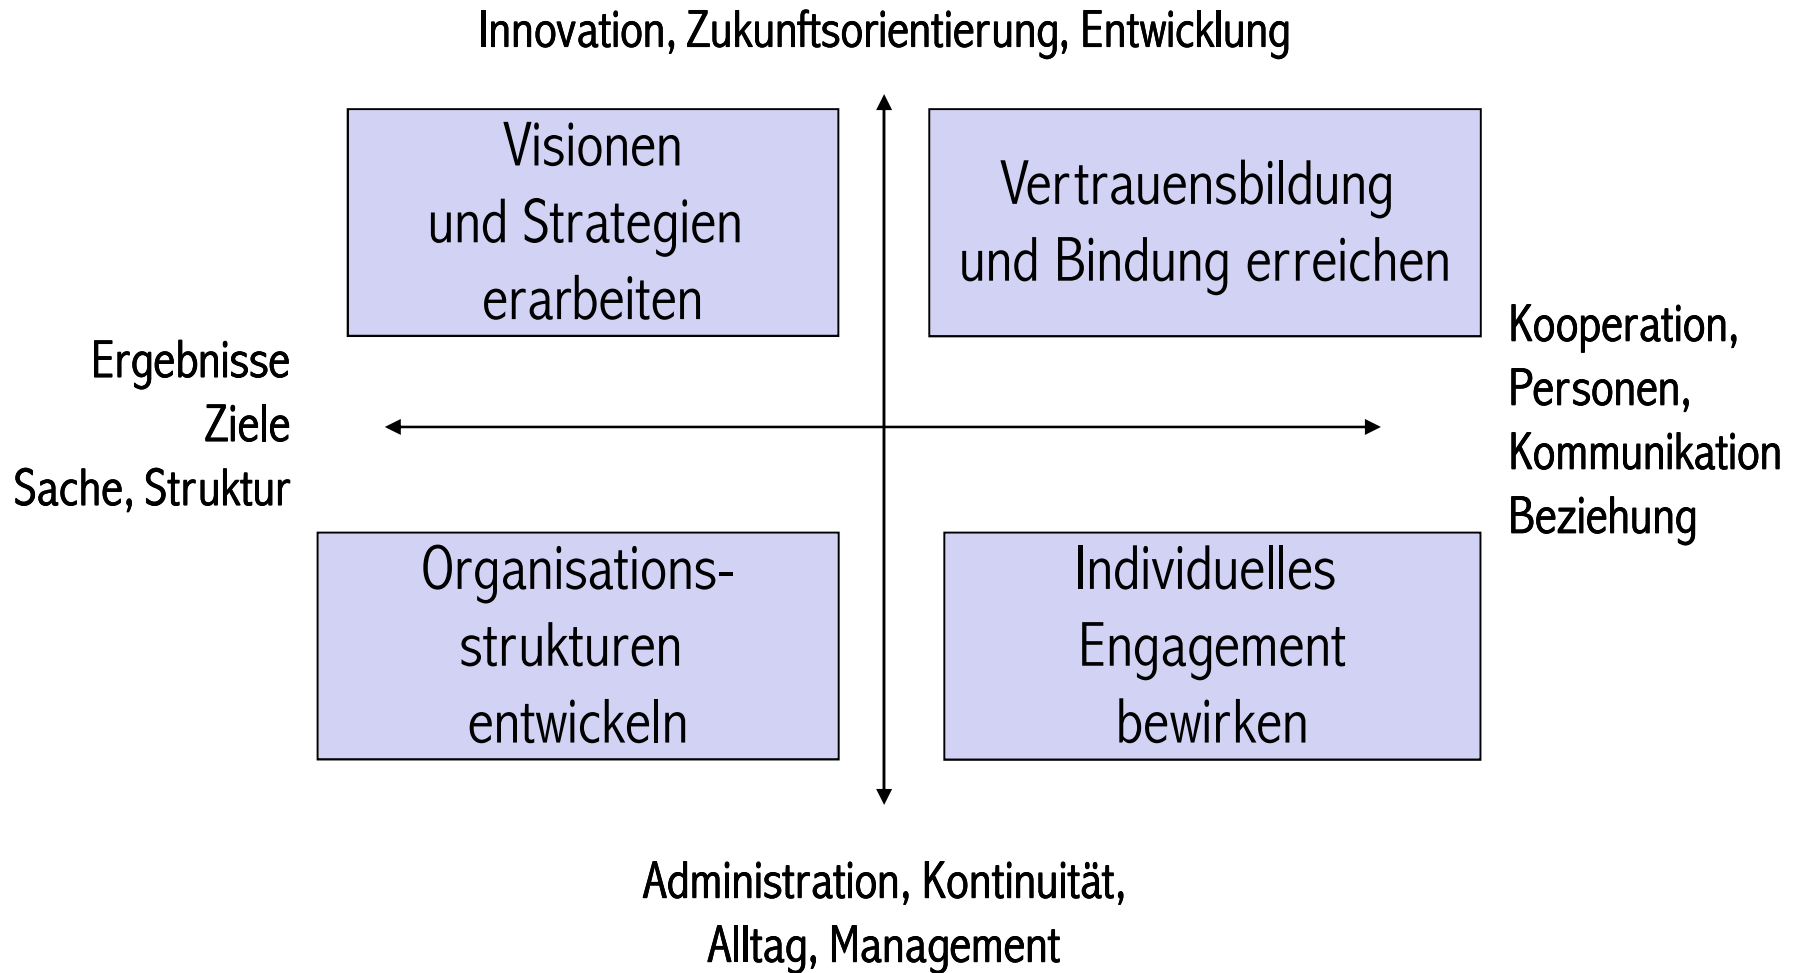 Innovation, Zukunftsorientierung, Entwicklung
Visionen
und Strategien
erarbeiten
Vertrauensbildung
und Bindung erreichen
Ergebnisse
Ziele
Sache, Struktur
Kooperation,
Personen,
Kommunikation
Beziehung
Organisations-
strukturen
entwickeln
Individuelles
Engagement
bewirken
Administration, Kontinuität,
Alltag, Management